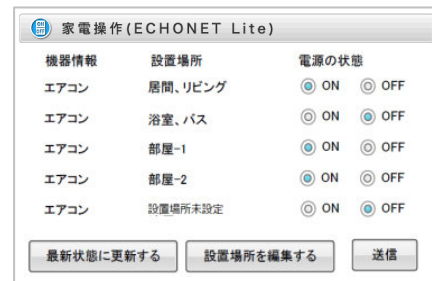 家電操作(ECHONET Lite)
機器情報 設置場所 電源の状態
エアコン 居間、リビング ON OFF
エアコン 浴室、バス ON OFF
エアコン 部屋-1 ON OFF
エアコン 部屋-2 ON OFF
エアコン 設置場所未設定 ON OFF
最新状態に更新する 設置場所を編集する 送信